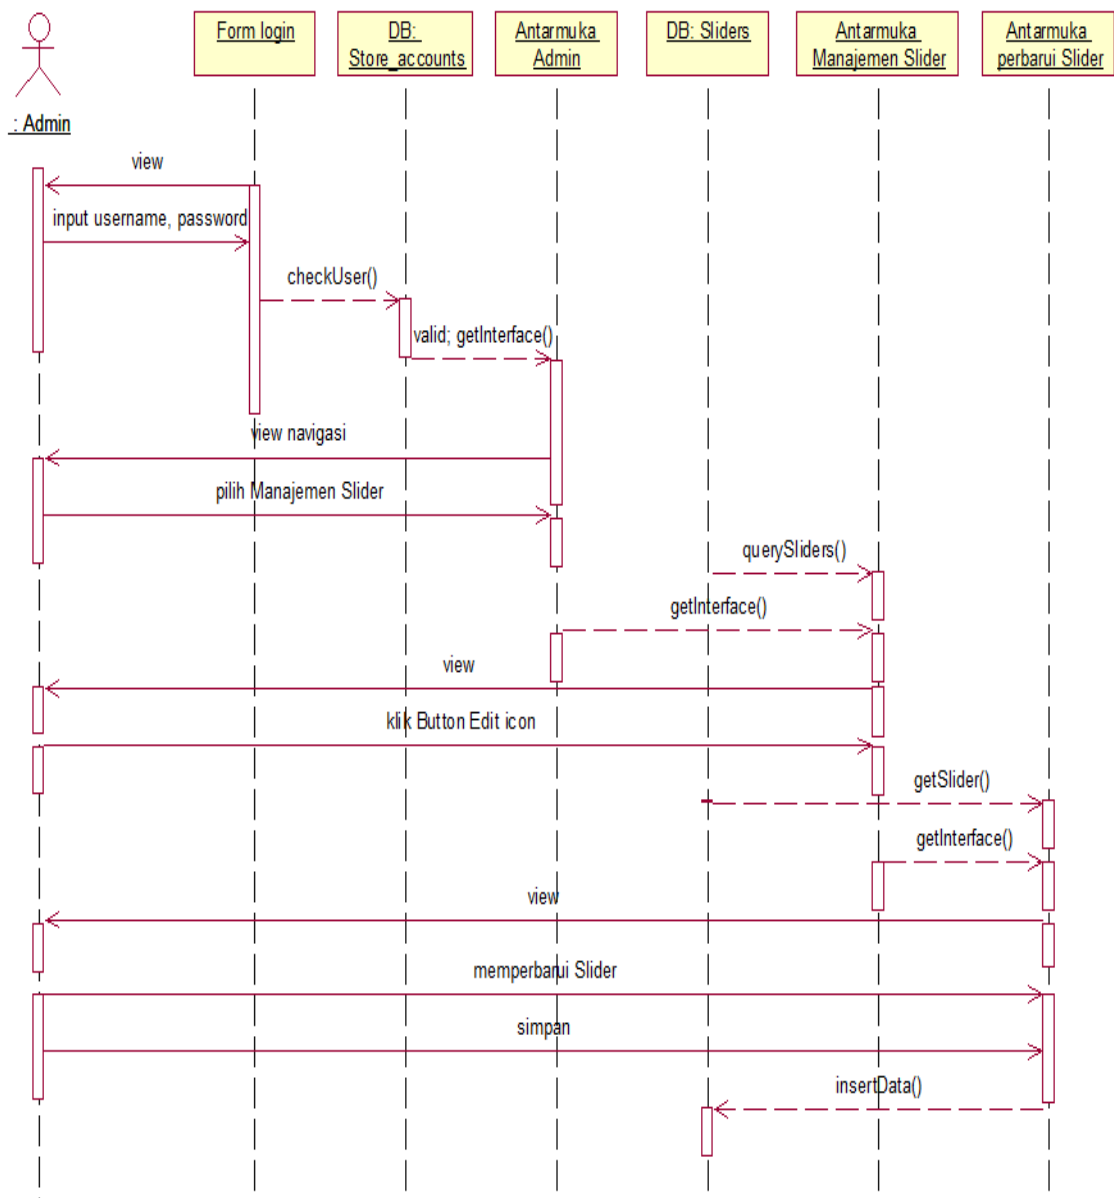 Form login
DB:
Store_accounts
Antarmuka
Admin
DB: Sliders
Antarmuka
Manajemen Slider
Antarmuka
perbarui Slider
: Admin
view
input username, password
checkUser()
valid; getInterface()
view navigasi
pilih Manajemen Slider
querySliders()
getInterface()
view
klik Button Edit icon
getSlider()
getInterface()
view
memperbarui Slider
simpan
insertData()